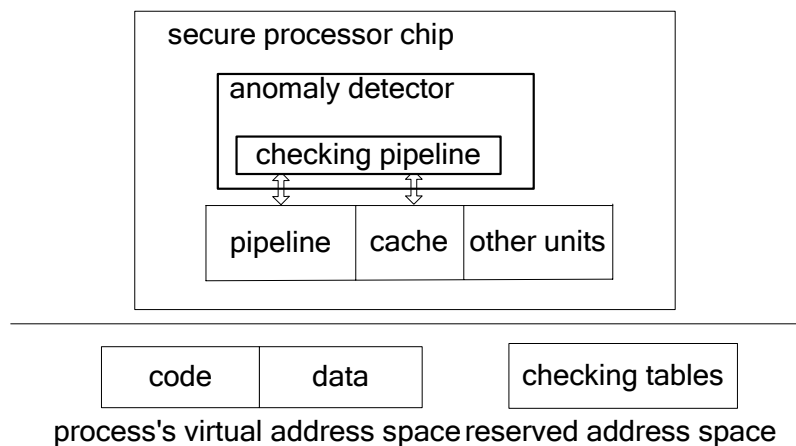 secure processor chip
anomaly detector
checking pipeline
pipeline cache other units
code data checking tables
process's virtual address space reserved address space